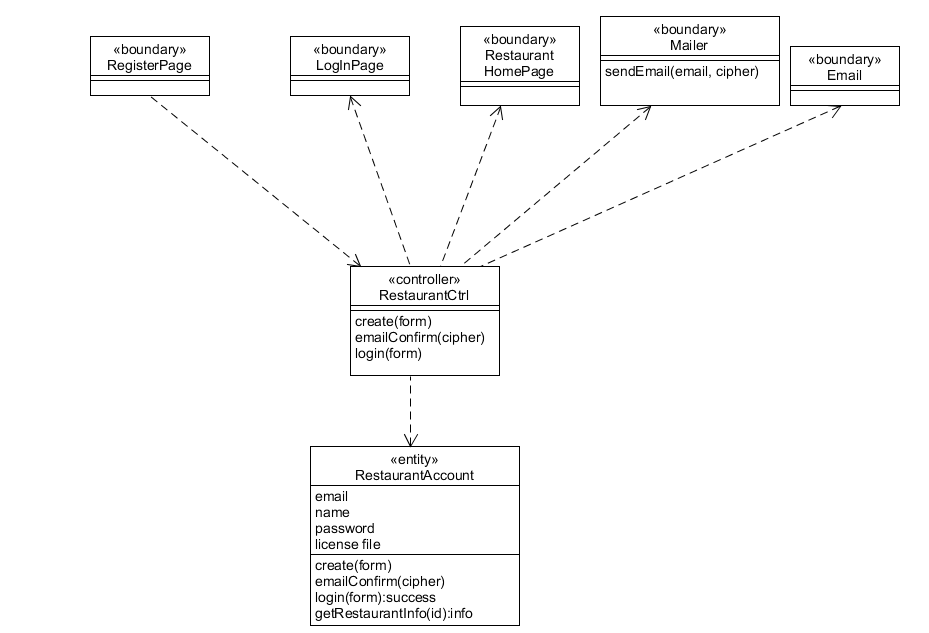 «boundary»
RegisterPage
«boundary»
LogInPage
«boundary»
Restaurant
HomePage
«boundary»
Mailer
sendEmail(email, cipher)
«boundary»
Email
«controller»
RestaurantCtrl
create(form)
emailConfirm(cipher)
login(form)
«entity»
RestaurantAccount
email
name
password
license file
create(form)
emailConfirm(cipher)
login(form):success
getRestaurantInfo(id):info